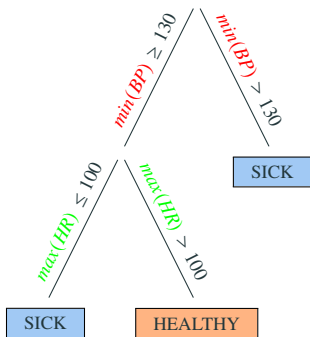 min(BP) ≥ 130
min(BP) > 130
max(HR) ≤ 100
max(HR) > 100
SICK
SICK
HEALTHY